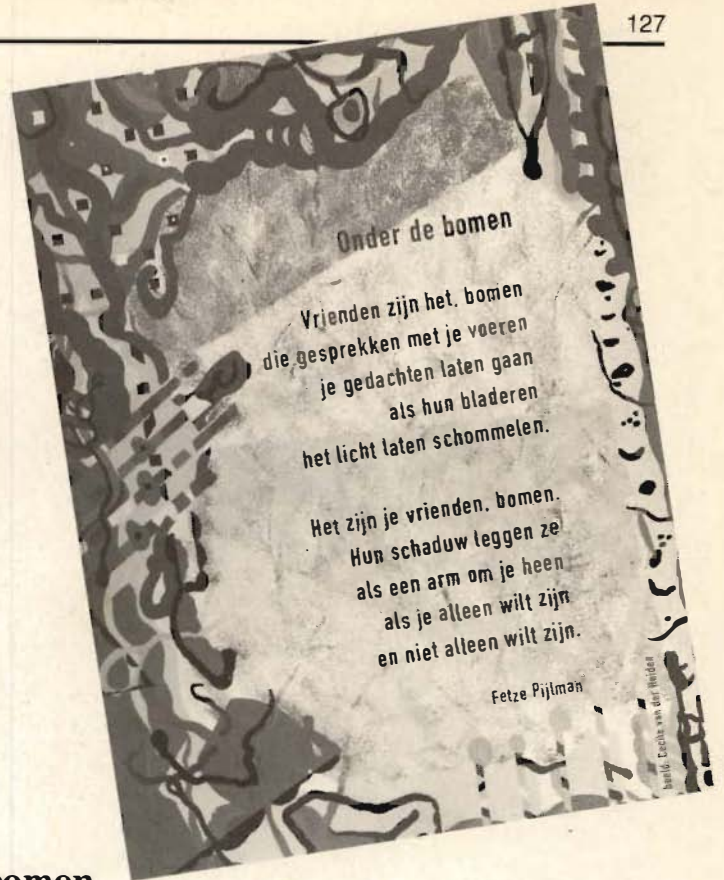 127
Onder de bomen
Vrienden zijn het, bomen
die gesprekken met je voeren
je gedachten laten gaan
als hun bladeren
het licht laten schommelen.
Het zijn je vrienden, bomen.
Hun schaduw leggen ze
als een arm om je heen
als je alleen wilt zijn
en niet alleen wilt zijn.
Fetze Pijlman
beeld: Cecile van der Heiden
7
omen